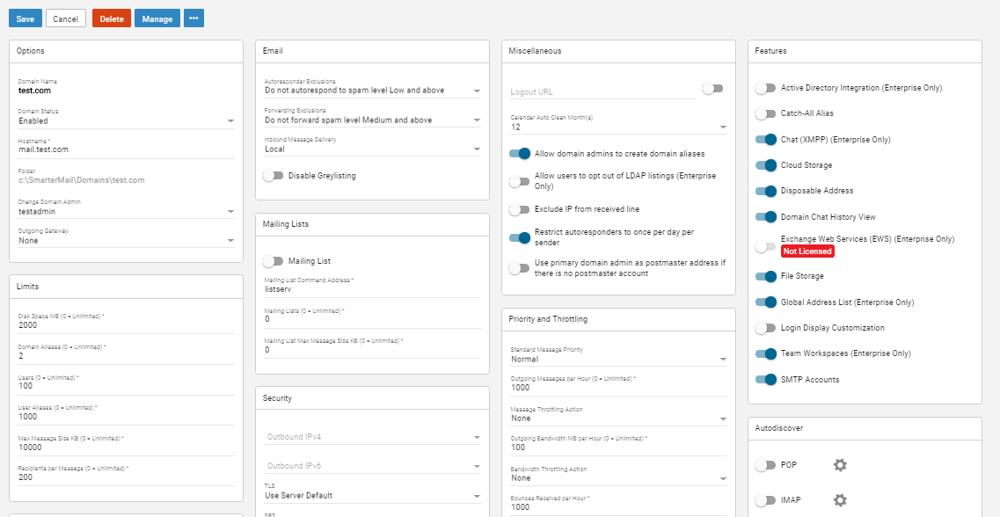 Save Cancel Delete Manage •••
Options
Domain Name
test.com
Domain Status
Enabled
Hostname *
mail.test.com
Folder
c:\SmarterMail\Domains\test.com
Change Domain Admin
testadmin
Outgoing Gateway
None
Limits
Disk Space MB (0 = Unlimited) *
2000
Domain Aliases (0 = Unlimited) *
2
Users (0 = Unlimited) *
100
User Aliases (0 = Unlimited) *
1000
Max Message Size KB (0 = Unlimited) *
10000
Recipients per Message (0 = Unlimited) *
200
Email
Autoresponder Exclusions
Do not autorespond to spam level Low and above
Forwarding Exclusions
Do not forward spam level Medium and above
Inbound Message Delivery
Local
Disable Greylisting
Mailing Lists
Mailing List
Mailing List Command Address *
listserv
Mailing Lists (0 = Unlimited) *
0
Mailing List Max Message Size KB (0 = Unlimited) *
0
Security
Outbound IPv4
Outbound IPv6
TLS
Use Server Default
SRS
Miscellaneous
Logout URL
Calendar Auto Clean Month(s)
12
Allow domain admins to create domain aliases
Allow users to opt out of LDAP listings (Enterprise
Only)
Exclude IP from received line
Restrict autoresponders to once per day per
sender
Use primary domain admin as postmaster address if
there is no postmaster account
Priority and Throttling
Standard Message Priority
Normal
Outgoing Messages per Hour (0 = Unlimited) *
1000
Message Throttling Action
None
Outgoing Bandwidth MB per Hour (0 = Unlimited) *
100
Bandwidth Throttling Action
None
Bounces Received per Hour *
1000
Features
Active Directory Integration (Enterprise Only)
Catch-All Alias
Chat (XMPP) (Enterprise Only)
Cloud Storage
Disposable Address
Domain Chat History View
Exchange Web Services (EWS) (Enterprise Only)
Not Licensed
File Storage
Global Address List (Enterprise Only)
Login Display Customization
Team Workspaces (Enterprise Only)
SMTP Accounts
Autodiscover
POP
IMAP